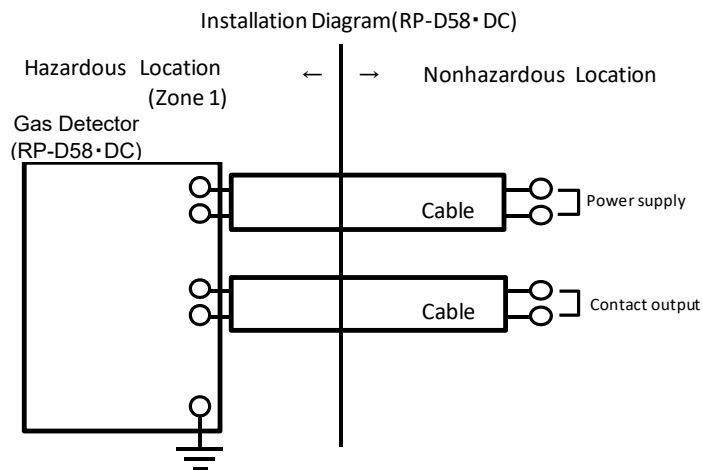 Installation Diagram(RP-D58・DC)
Hazardous Location
(Zone 1)
← →
Nonhazardous Location
Gas Detector
(RP-D58・DC)
Cable
Power supply
Cable
Contact output